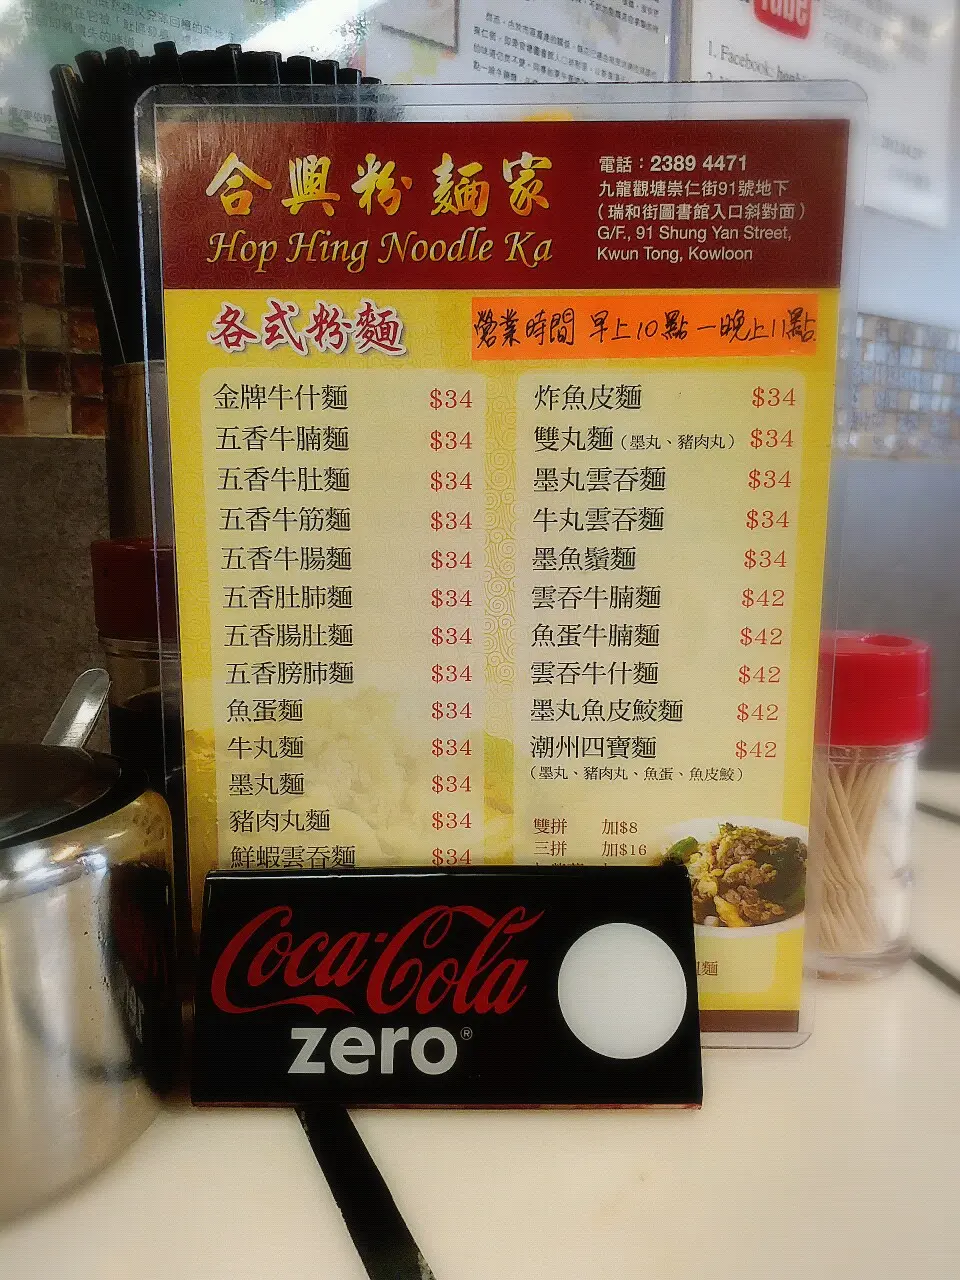 YouTube
1. Facebook
合興粉麵家
Hop Hing Noodle Ka
電話：2389 4471
九龍觀塘崇仁街91號地下
（瑞和街圖書館入口斜對面）
G/F., 91 Shung Yan Street,
Kwun Tong, Kowloon
各式粉麵
營業時間 早上10點－晚上11點
金牌牛什麵 $34
五香牛腩麵 $34
五香牛肚麵 $34
五香牛筋麵 $34
五香牛腸麵 $34
五香肚肺麵 $34
五香腸肚麵 $34
五香膀肺麵 $34
魚蛋麵 $34
牛丸麵 $34
墨丸麵 $34
豬肉丸麵 $34
鮮蝦雲吞麵 $34
炸魚皮麵 $34
雙丸麵（墨丸、豬肉丸） $34
墨丸雲吞麵 $34
牛丸雲吞麵 $34
墨魚鬚麵 $34
雲吞牛腩麵 $42
魚蛋牛腩麵 $42
雲吞牛什麵 $42
墨丸魚皮鮫麵 $42
潮州四寶麵 $42
（墨丸、豬肉丸、魚蛋、魚皮鮫）
雙拼 加$8
三拼 加$16
麵
Coca-Cola
zero®